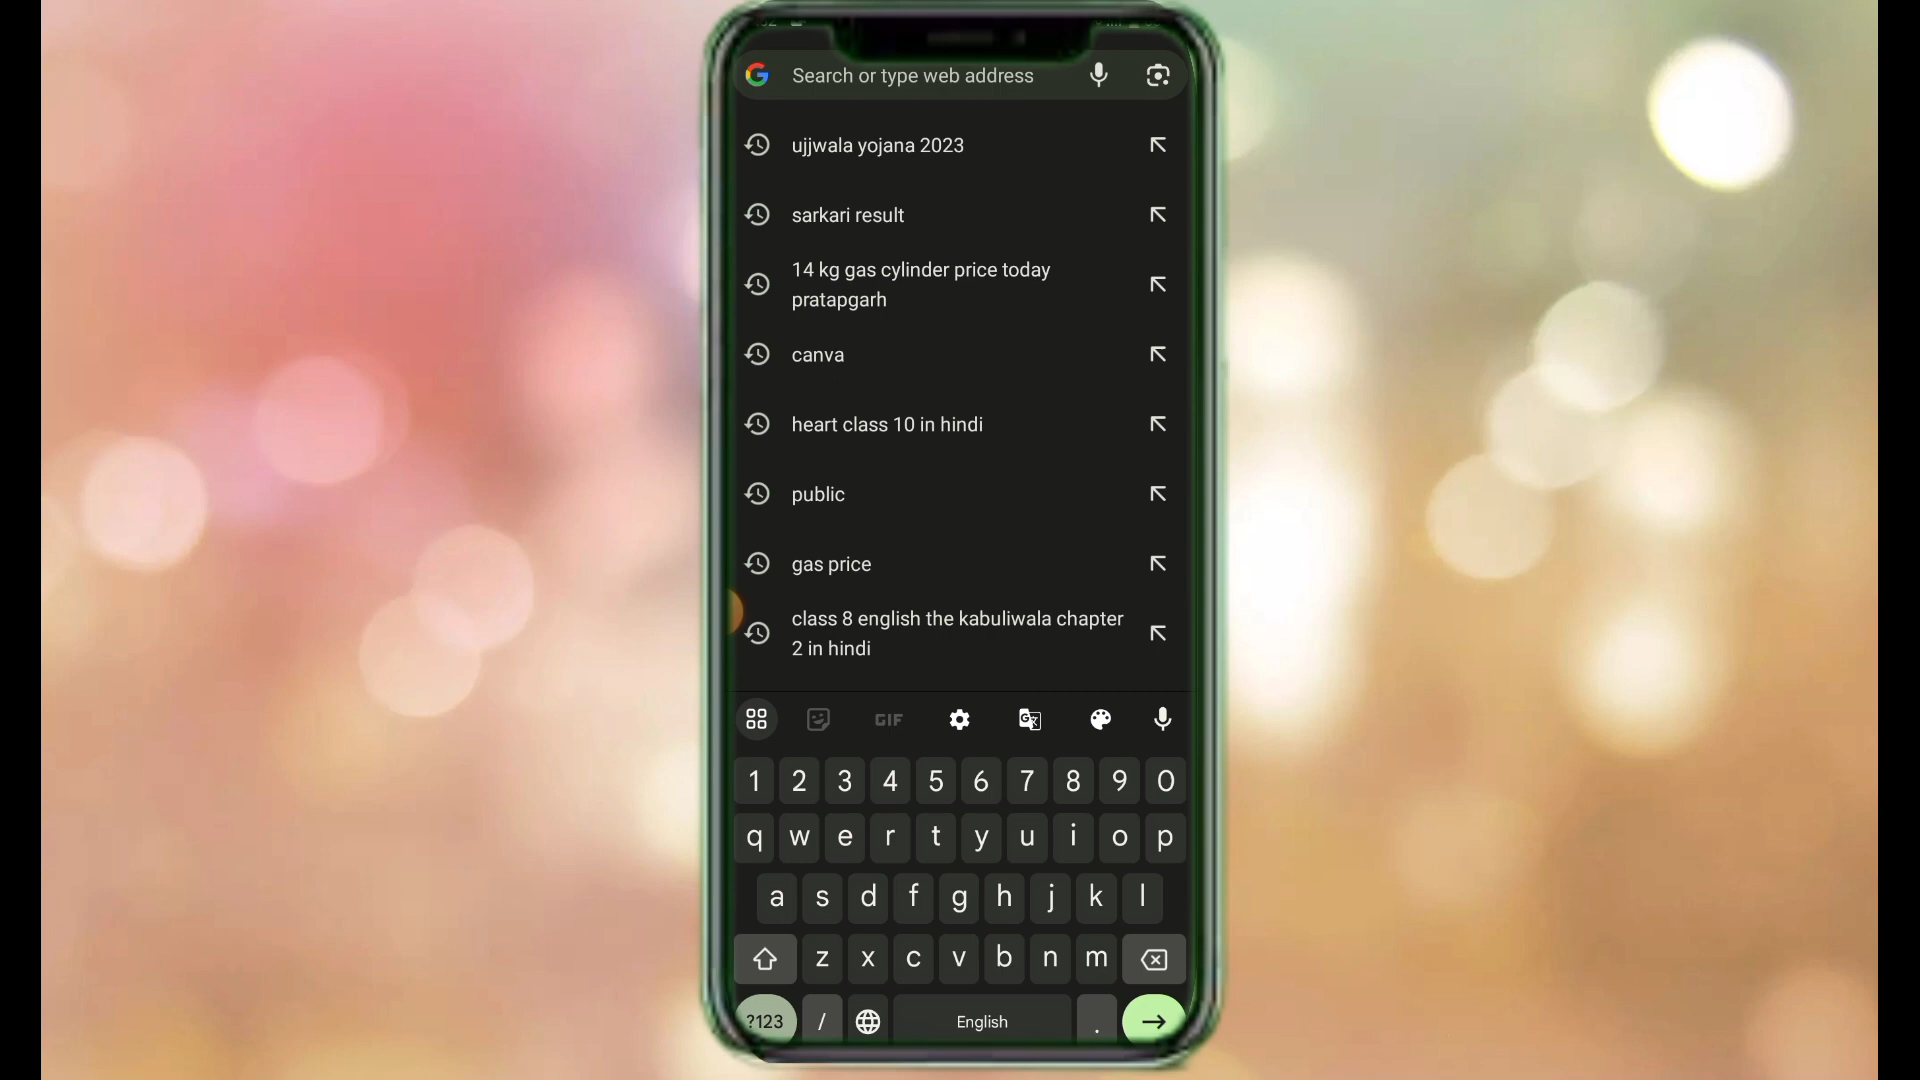 Search or type web address
ujjwala yojana 2023
sarkari result
14 kg gas cylinder price today
pratapgarh
canva
heart class 10 in hindi
public
gas price
class 8 english the kabuliwala chapter
2 in hindi
GIF
1 2 3 4 5 6 7 8 9 0
q w e r t y u i o p
a s d f g h j k l
z x c v b n m
?123 / English .